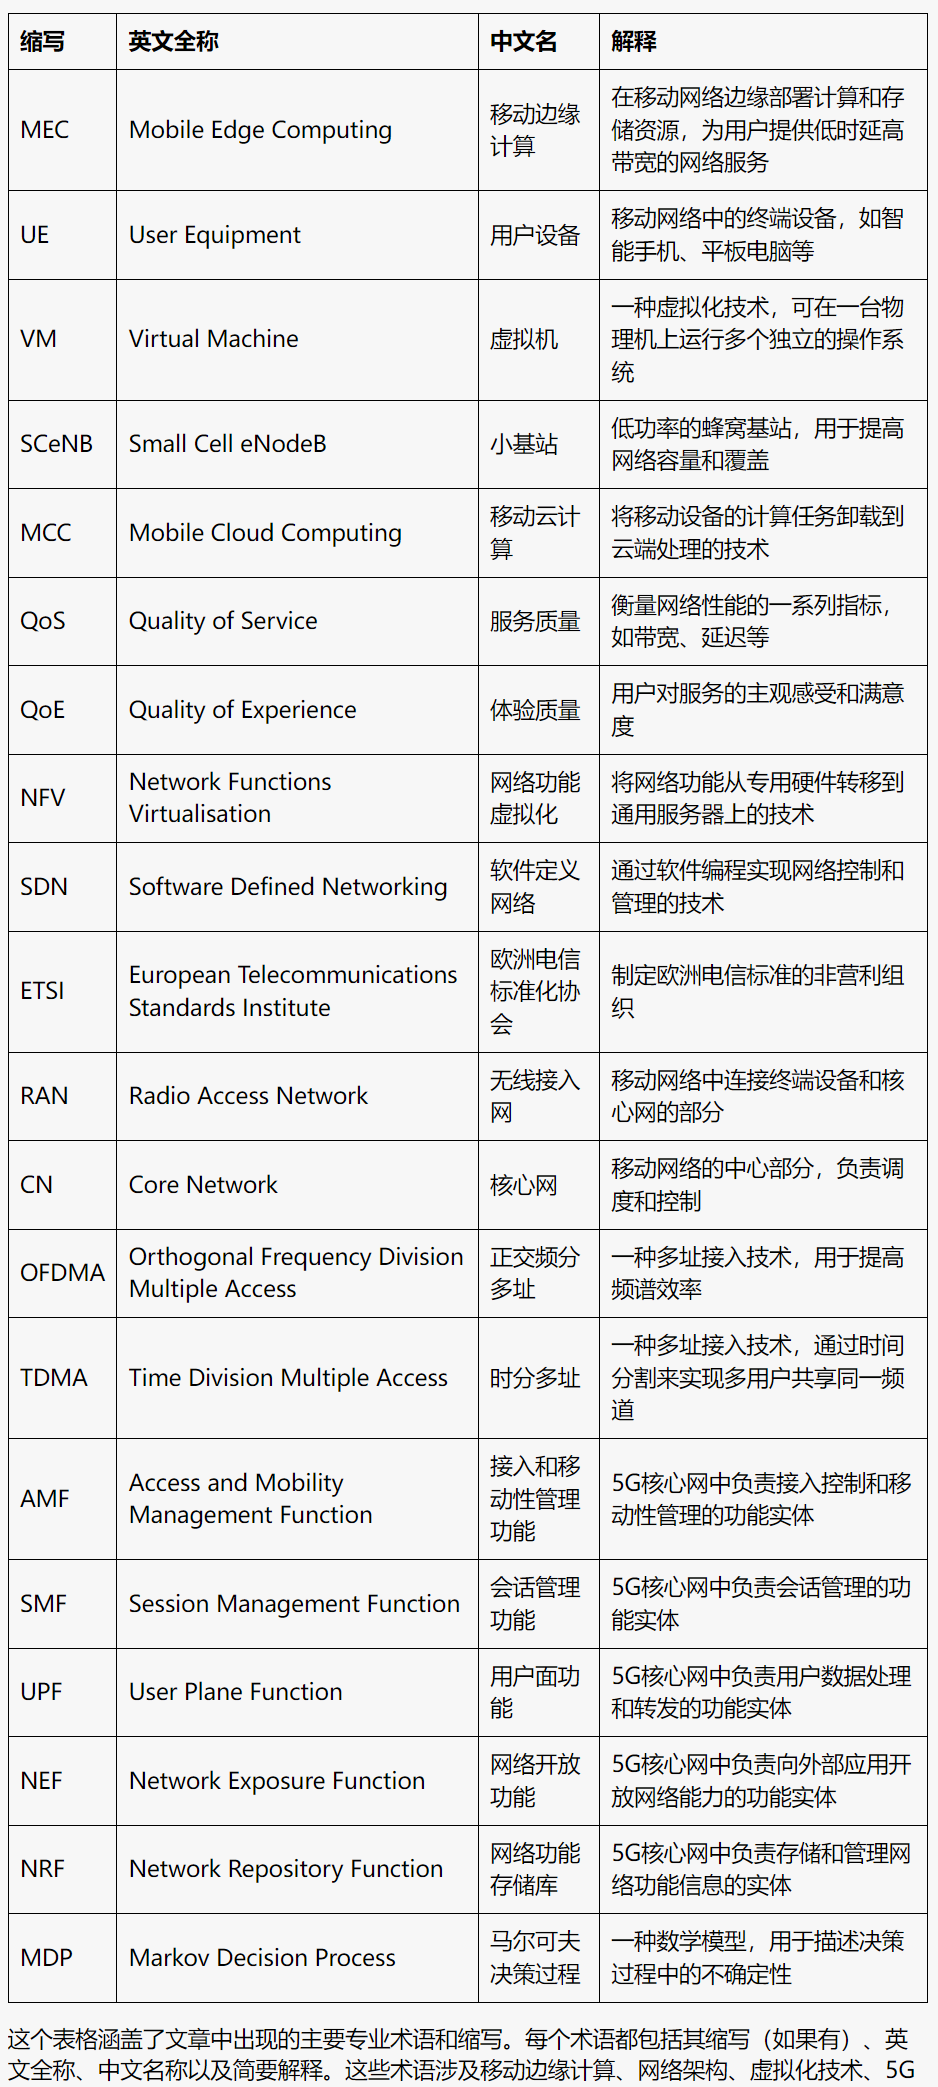 缩写 英文全称 中文名 解释
MEC Mobile Edge Computing 移动边缘计算 在移动网络边缘部署计算和存储资源，为用户提供低时延高带宽的网络服务
UE User Equipment 用户设备 移动网络中的终端设备，如智能手机、平板电脑等
VM Virtual Machine 虚拟机 一种虚拟化技术，可在一台物理机上运行多个独立的操作系统
SCeNB Small Cell eNodeB 小基站 低功率的蜂窝基站，用于提高网络容量和覆盖
MCC Mobile Cloud Computing 移动云计算 将移动设备的计算任务卸载到云端处理的技术
QoS Quality of Service 服务质量 衡量网络性能的一系列指标，如带宽、延迟等
QoE Quality of Experience 体验质量 用户对服务的主观感受和满意度
NFV Network Functions Virtualisation 网络功能虚拟化 将网络功能从专用硬件转移到通用服务器上的技术
SDN Software Defined Networking 软件定义网络 通过软件编程实现网络控制和管理的技术
ETSI European Telecommunications Standards Institute 欧洲电信标准化协会 制定欧洲电信标准的非营利组织
RAN Radio Access Network 无线接入网 移动网络中连接终端设备和核心网的部分
CN Core Network 核心网 移动网络的中心部分，负责调度和控制
OFDMA Orthogonal Frequency Division Multiple Access 正交频分多址 一种多址接入技术，用于提高频谱效率
TDMA Time Division Multiple Access 时分多址 一种多址接入技术，通过时间分割来实现多用户共享同一频道
AMF Access and Mobility Management Function 接入和移动性管理功能 5G核心网中负责接入控制和移动性管理的功能实体
SMF Session Management Function 会话管理功能 5G核心网中负责会话管理的功能实体
UPF User Plane Function 用户面功能 5G核心网中负责用户数据处理和转发的功能实体
NEF Network Exposure Function 网络开放功能 5G核心网中负责向外部应用开放网络能力的功能实体
NRF Network Repository Function 网络功能存储库 5G核心网中负责存储和管理网络功能信息的实体
MDP Markov Decision Process 马尔可夫决策过程 一种数学模型，用于描述决策过程中的不确定性
这个表格涵盖了文章中出现的主要专业术语和缩写。每个术语都包括其缩写（如果有）、英
文全称、中文名称以及简要解释。这些术语涉及移动边缘计算、网络架构、虚拟化技术、5G